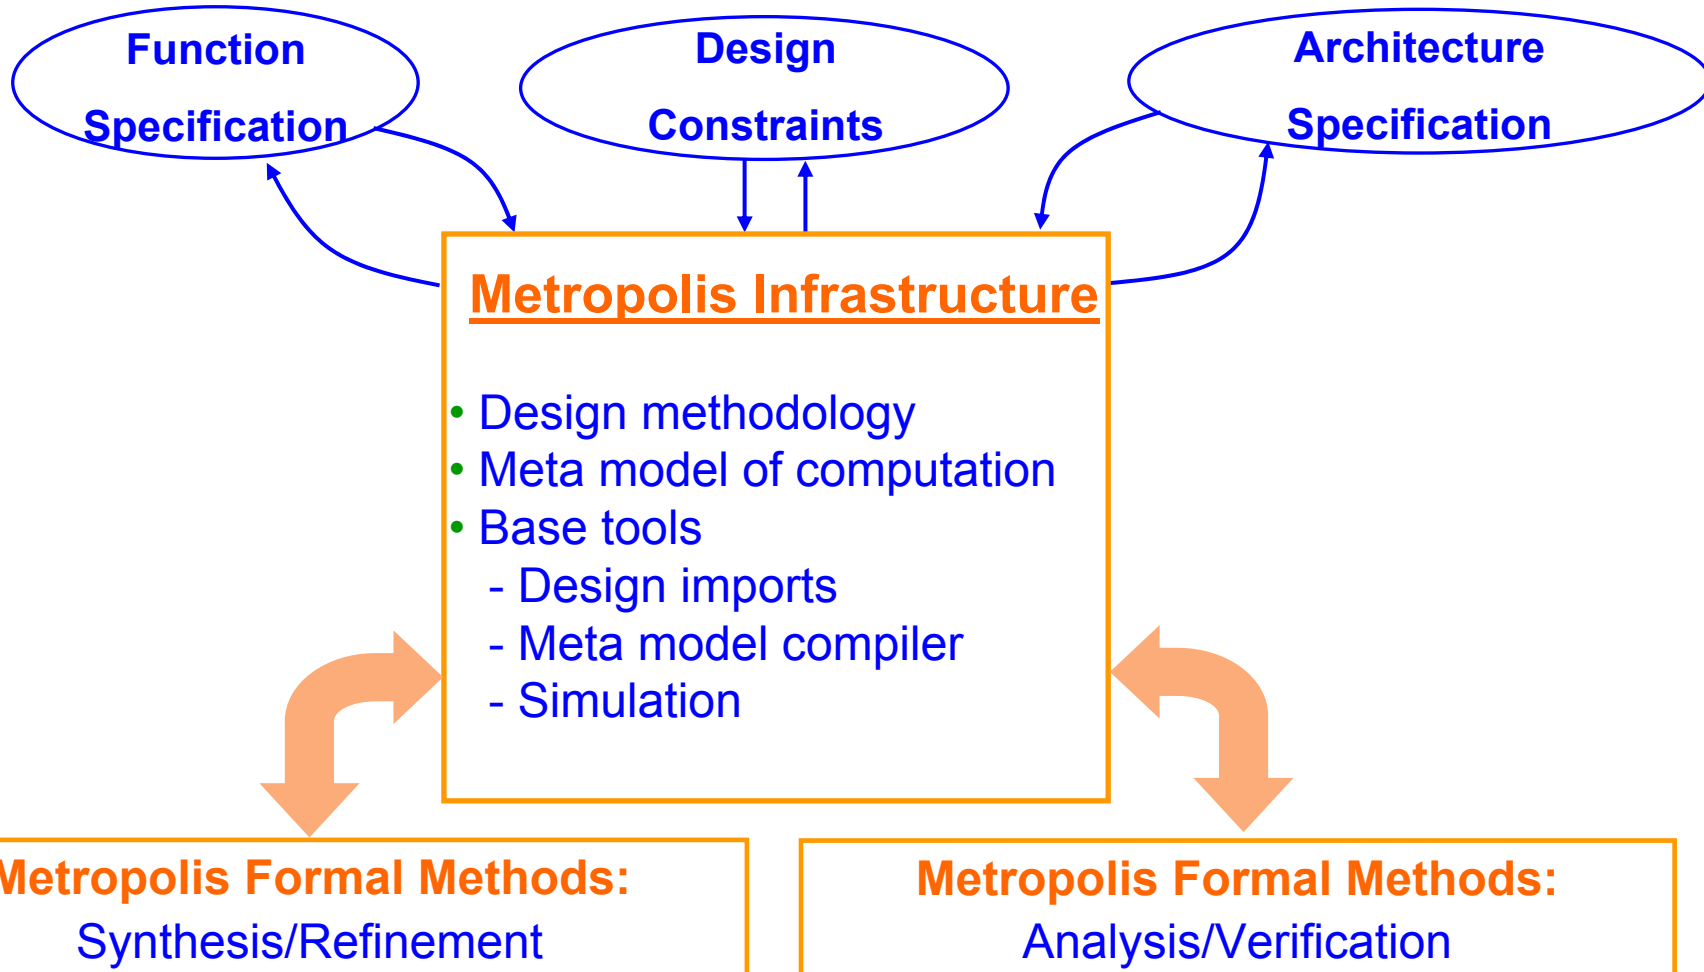 Function
Specification
Design
Constraints
Architecture
Specification
Metropolis Infrastructure
• Design methodology
• Meta model of computation
• Base tools
- Design imports
- Meta model compiler
- Simulation
Metropolis Formal Methods:
Synthesis/Refinement
Metropolis Formal Methods:
Analysis/Verification